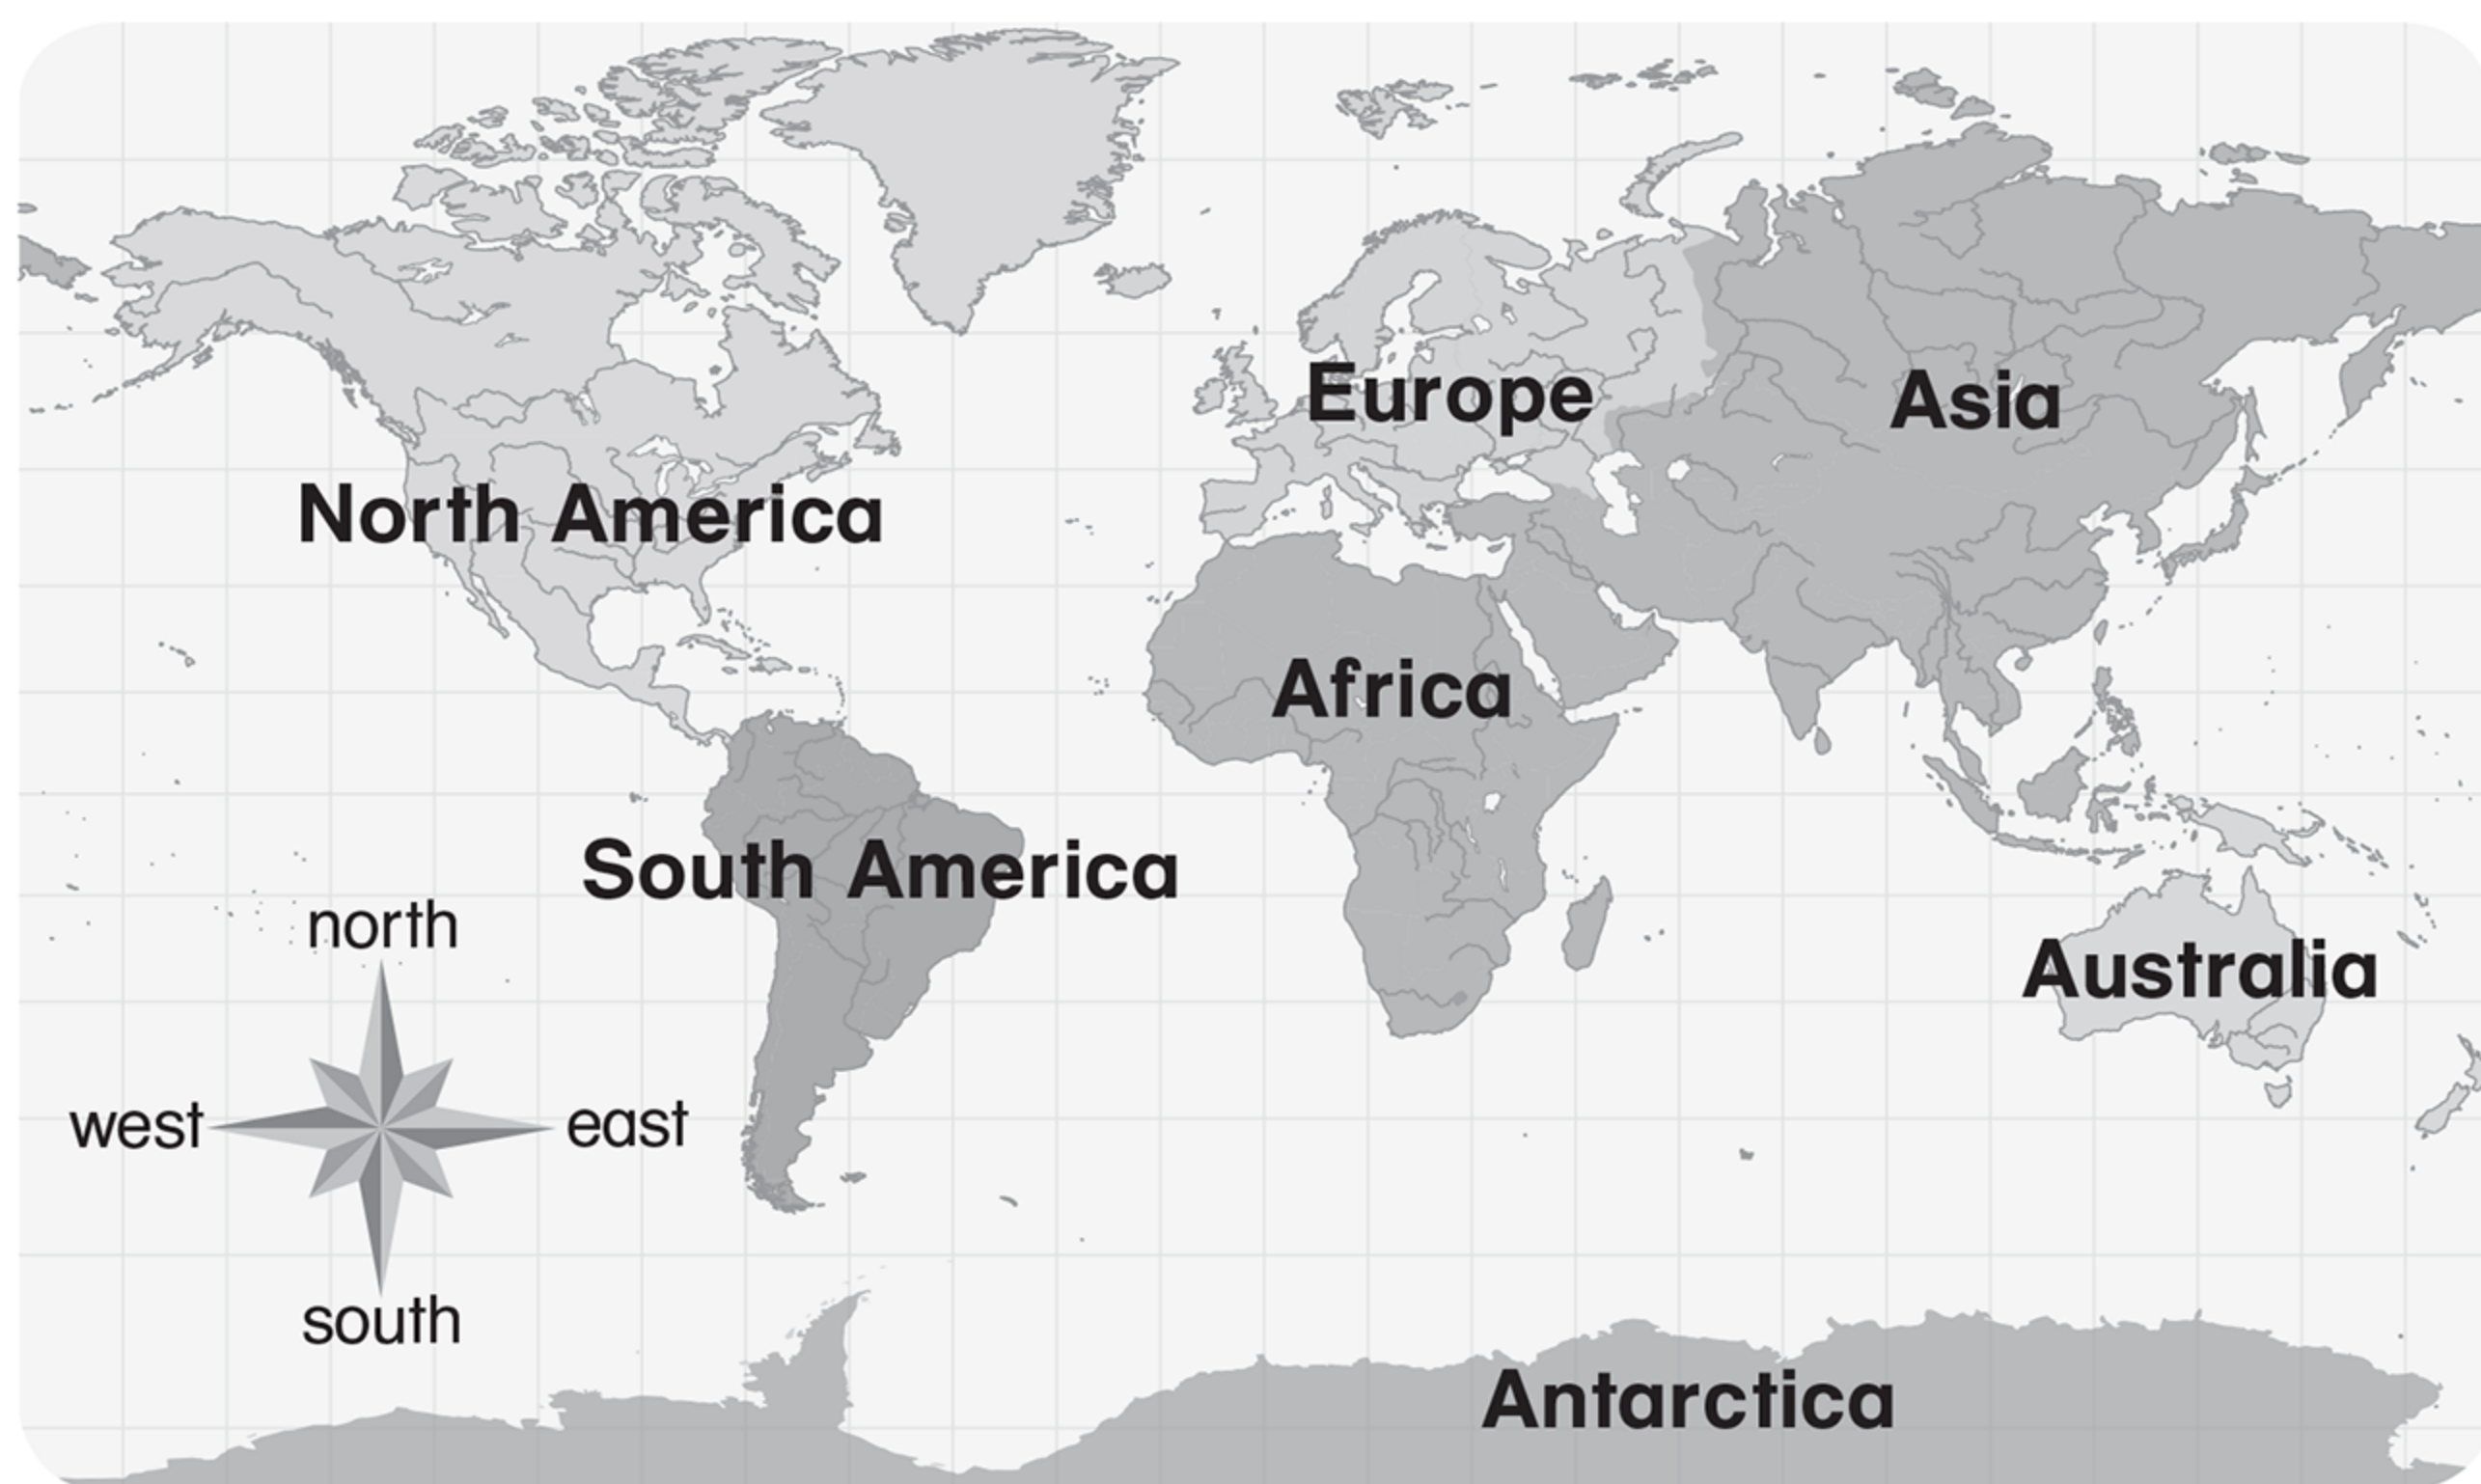 Europe
Asia
North America
Africa
South America
north
Australia
west
east
south
Antarctica